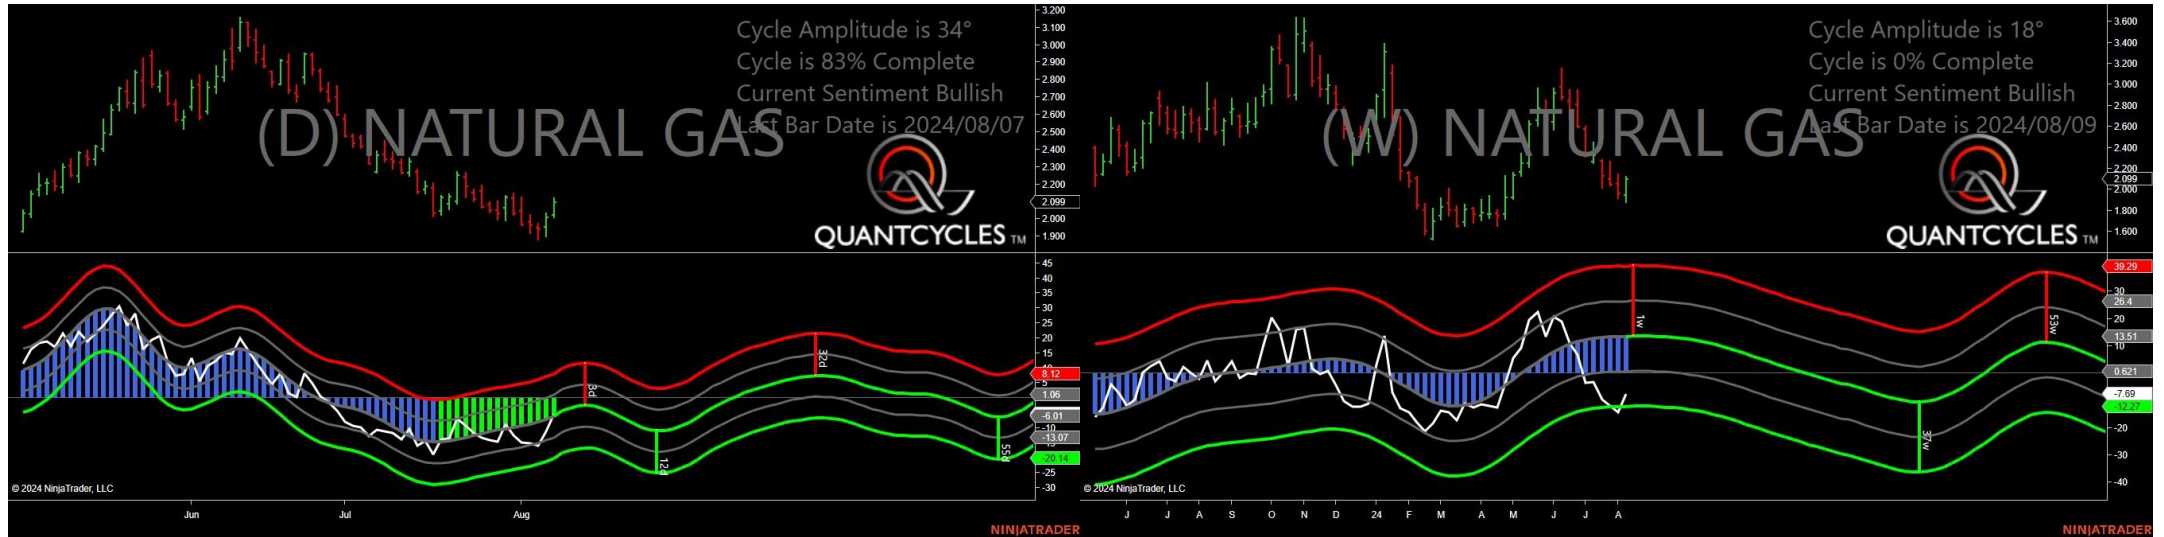 Cycle Amplitude is 34°
Cycle is 83% Complete
Current Sentiment Bullish
Last Bar Date is 2024/08/07
(D) NATURAL GAS
QUANTCYCLES TM
3.200
3.100
3.000
2.900
2.800
2.700
2.600
2.500
2.400
2.300
2.200
2.099
2.000
1.900
45
40
35
30
25
20
15
8.12
5
1.06
-6.01
-10
-13.07
-20.14
-25
-30
3d
12d
32d
55d
© 2024 NinjaTrader, LLC
Jun
Jul
Aug
NINJATRADER
Cycle Amplitude is 18°
Cycle is 0% Complete
Current Sentiment Bullish
Last Bar Date is 2024/08/09
(W) NATURAL GAS
QUANTCYCLES TM
3.600
3.400
3.200
3.000
2.800
2.600
2.400
2.200
2.099
2.000
1.800
1.600
39.29
30
26.4
20
13.51
10
0.621
-7.69
-12.27
-20
-30
-40
1w
37w
53w
© 2024 NinjaTrader, LLC
J
J
A
S
O
N
D
24
F
M
A
M
J
J
A
NINJATRADER